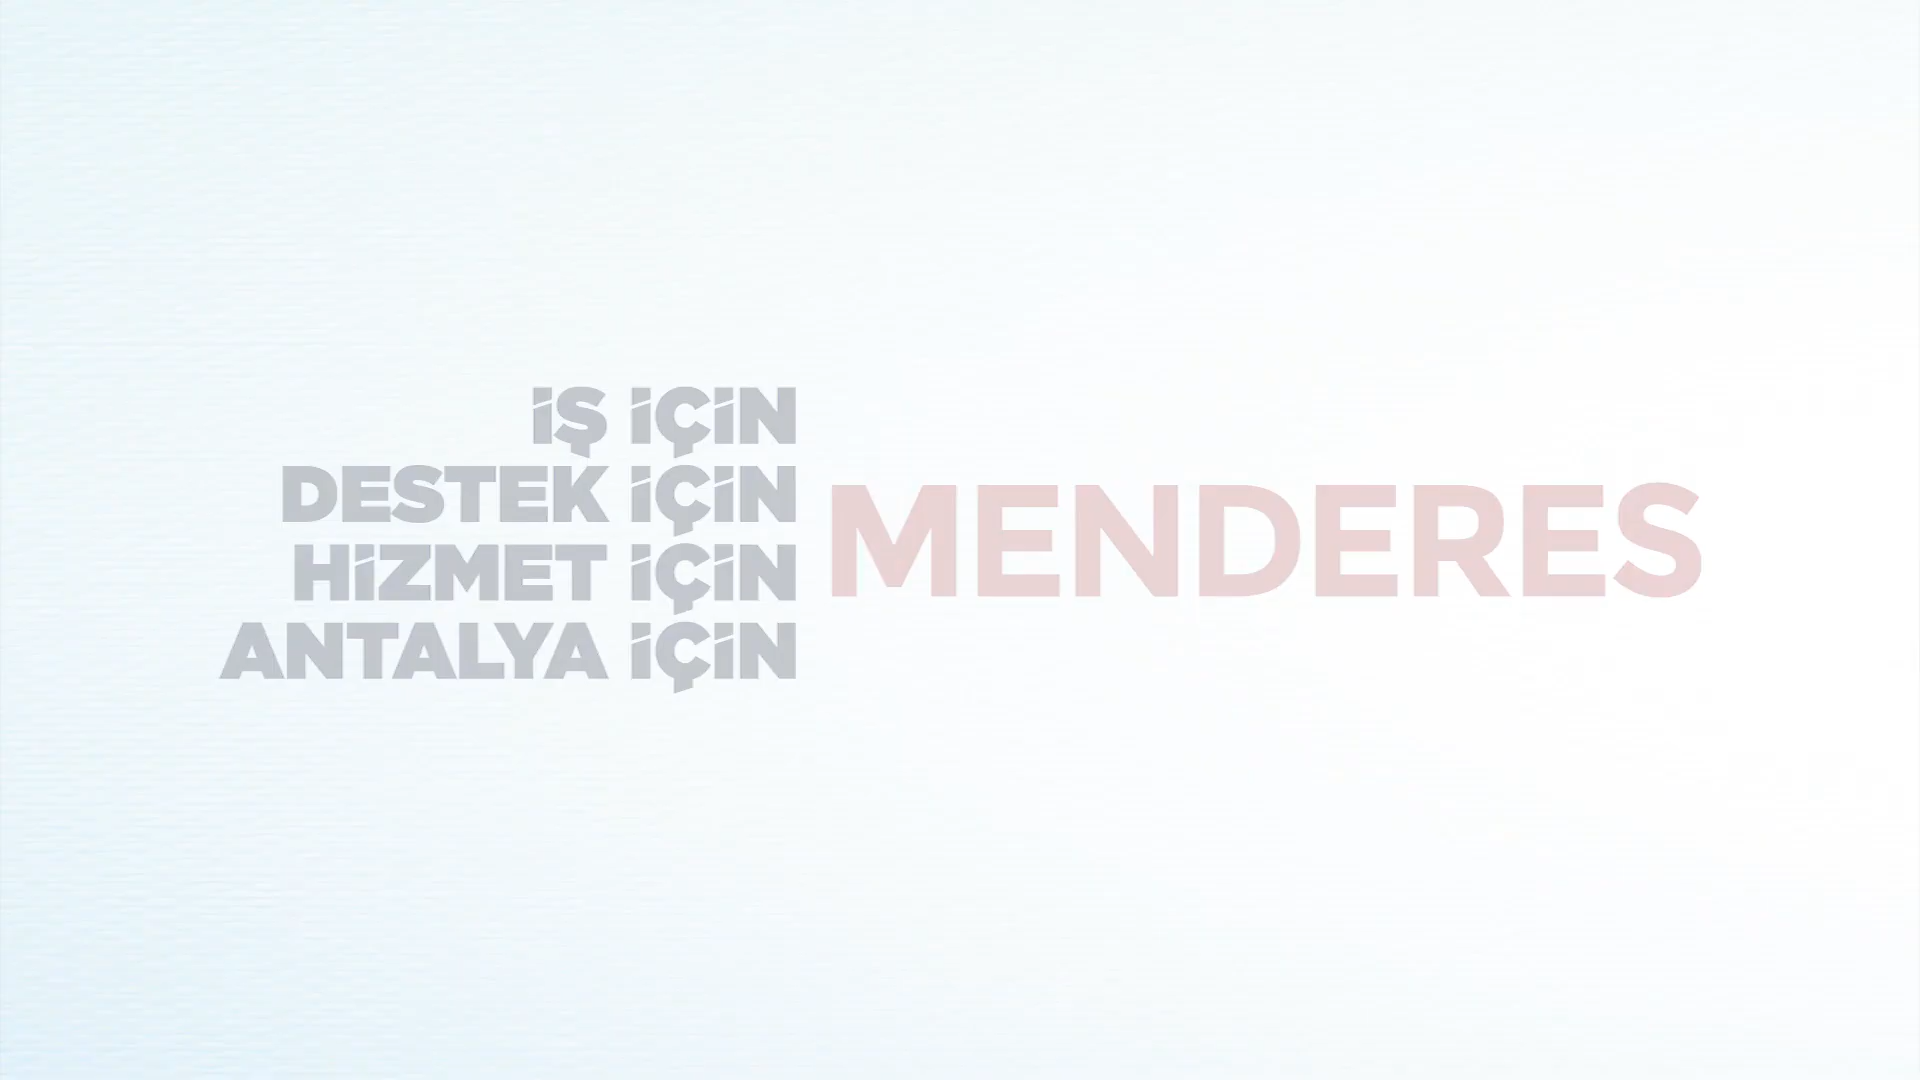 İŞ İÇİN
DESTEK İÇİN
HİZMET İÇİN
ANTALYA İÇİN
MENDERES